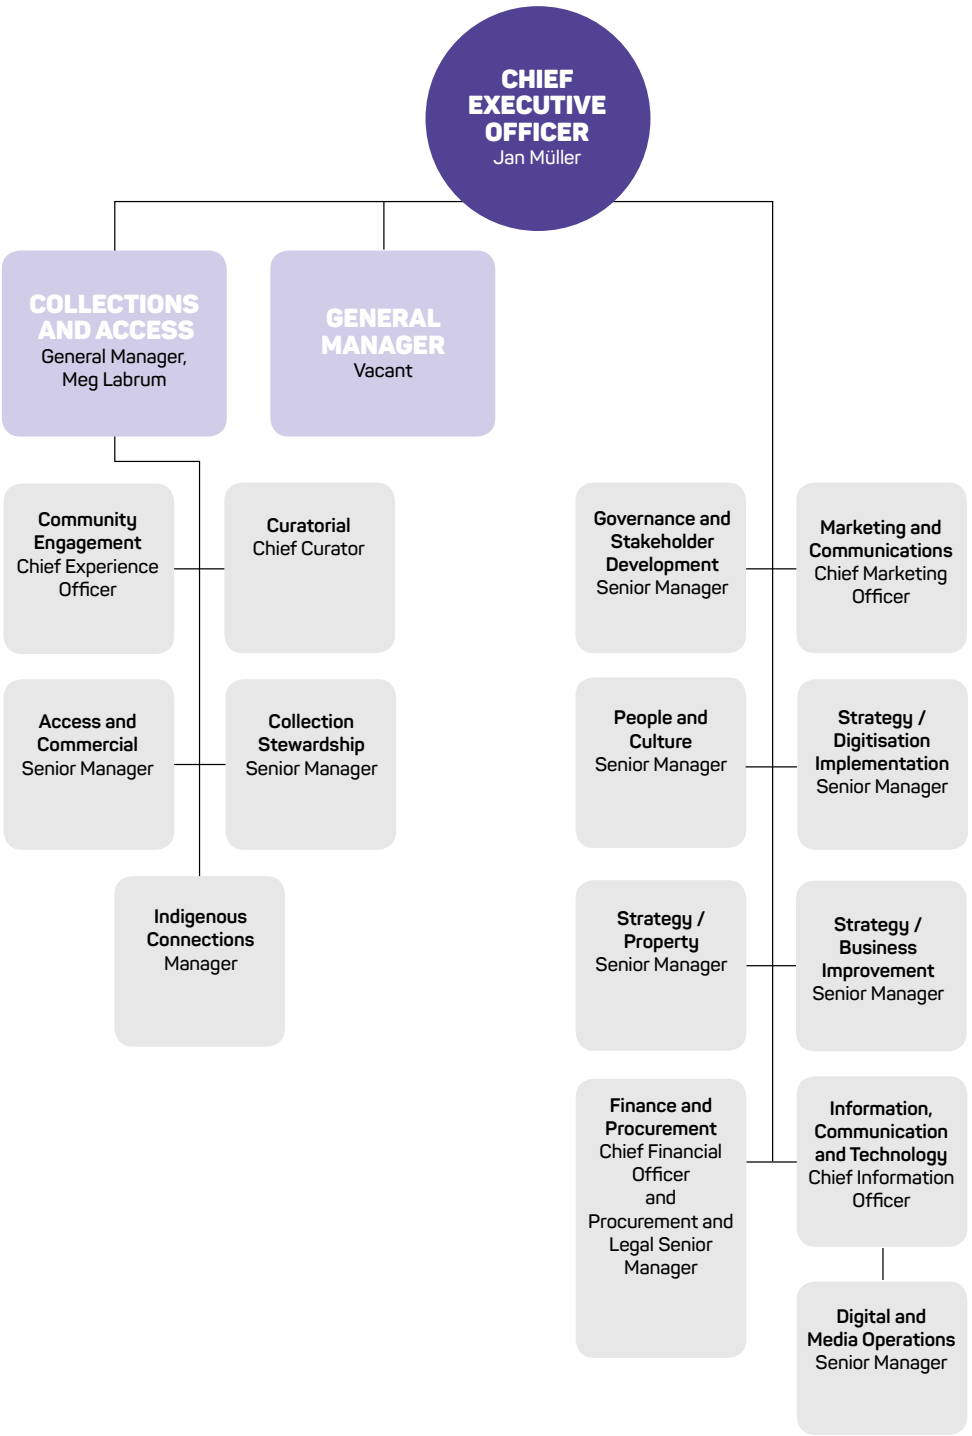 CHIEF
EXECUTIVE
OFFICER
Jan Müller
COLLECTIONS
AND ACCESS
General Manager,
Meg Labrum
GENERAL
MANAGER
Vacant
Community
Engagement
Chief Experience
Officer
Curatorial
Chief Curator
Governance and
Stakeholder
Development
Senior Manager
Marketing and
Communications
Chief Marketing
Officer
Access and
Commercial
Senior Manager
Collection
Stewardship
Senior Manager
People and
Culture
Senior Manager
Strategy /
Digitisation
Implementation
Senior Manager
Indigenous
Connections
Manager
Strategy /
Property
Senior Manager
Strategy /
Business
Improvement
Senior Manager
Finance and
Procurement
Chief Financial
Officer
and
Procurement and
Legal Senior
Manager
Information,
Communication
and Technology
Chief Information
Officer
Digital and
Media Operations
Senior Manager